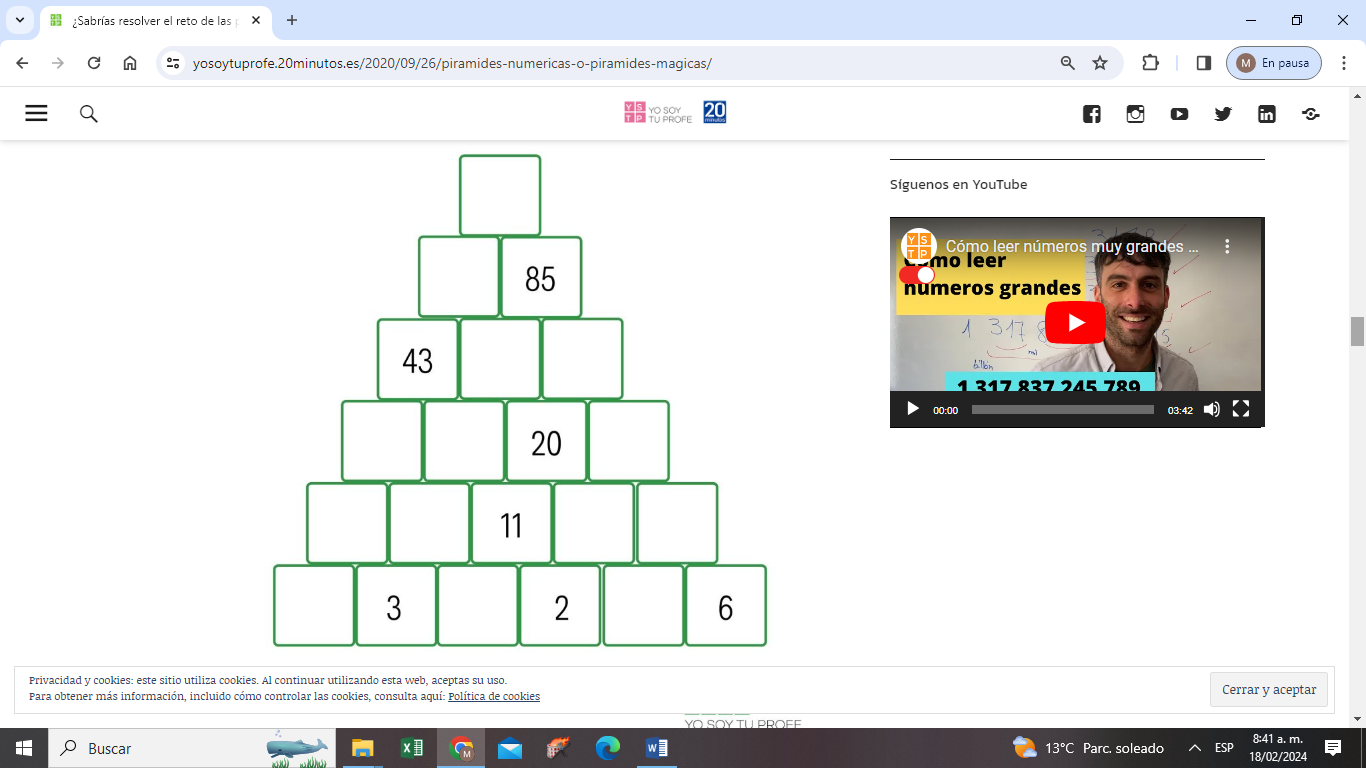 ¿Sabrías resolver el reto de las p
yosoytuprofe.20minutos.es/2020/09/26/piramides-numericas-o-piramides-magicas/
M
En pausa
Y S
T P
YO SOY
TU PROFE
20
minutos
Síguenos en YouTube
Y S
T P
Cómo leer números muy grandes …
Cómo leer
números grandes
1 317 8
mil
billón
1.317.837.245.789
00:00
03:42
85
43
20
11
3
2
6
Privacidad y cookies: este sitio utiliza cookies. Al continuar utilizando esta web, aceptas su uso.
Para obtener más información, incluido cómo controlar las cookies, consulta aquí: Política de cookies
Cerrar y aceptar
YO SOY TU PROFE
Buscar
13°C Parc. soleado
ESP
8:41 a. m.
18/02/2024